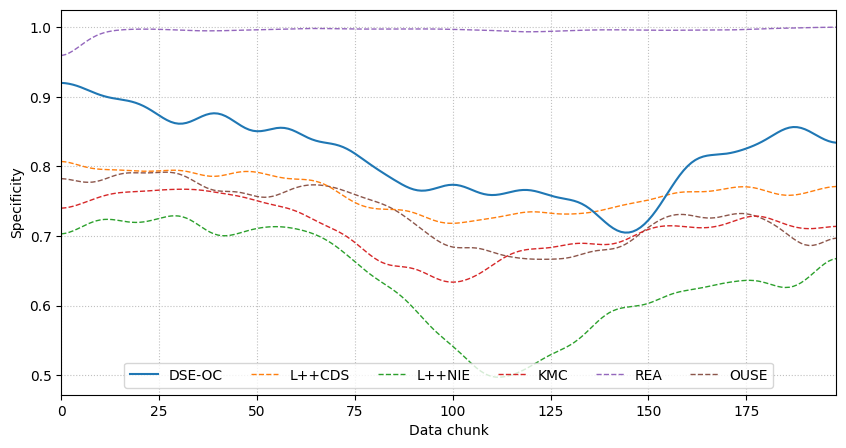 1.0
0.9
0.8
0.7
0.6
0.5
Specificity
0 25 50 75 100 125 150 175
Data chunk
DSE-OC L++CDS L++NIE KMC REA OUSE